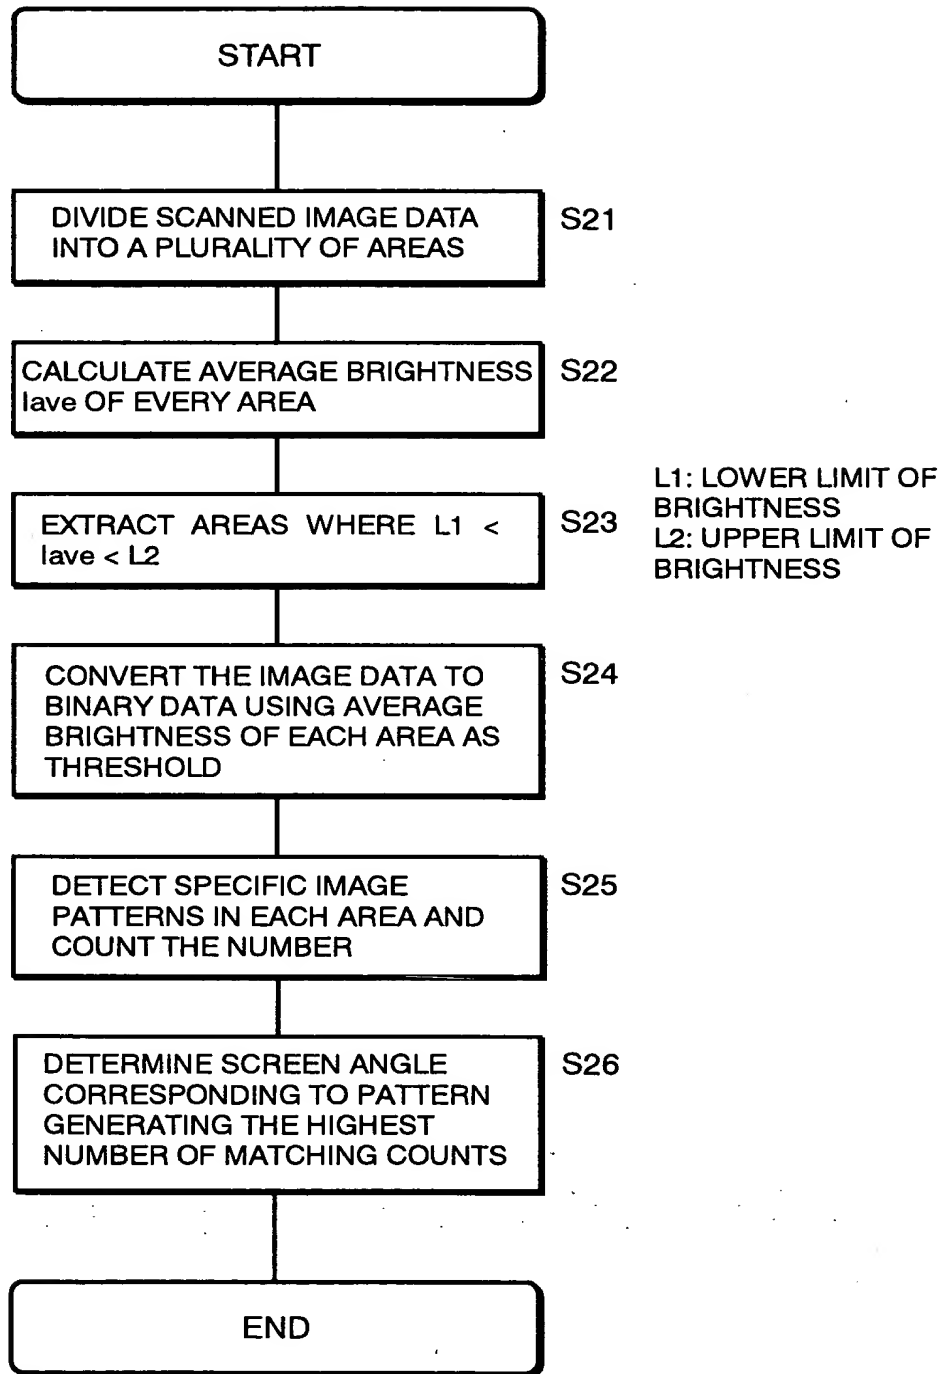 START
DIVIDE SCANNED IMAGE DATA
INTO A PLURALITY OF AREAS
S21
CALCULATE AVERAGE BRIGHTNESS
Iave OF EVERY AREA
S22
EXTRACT AREAS WHERE L1 <
Iave < L2
S23
L1: LOWER LIMIT OF
BRIGHTNESS
L2: UPPER LIMIT OF
BRIGHTNESS
CONVERT THE IMAGE DATA TO
BINARY DATA USING AVERAGE
BRIGHTNESS OF EACH AREA AS
THRESHOLD
S24
DETECT SPECIFIC IMAGE
PATTERNS IN EACH AREA AND
COUNT THE NUMBER
S25
DETERMINE SCREEN ANGLE
CORRESPONDING TO PATTERN
GENERATING THE HIGHEST
NUMBER OF MATCHING COUNTS
S26
END